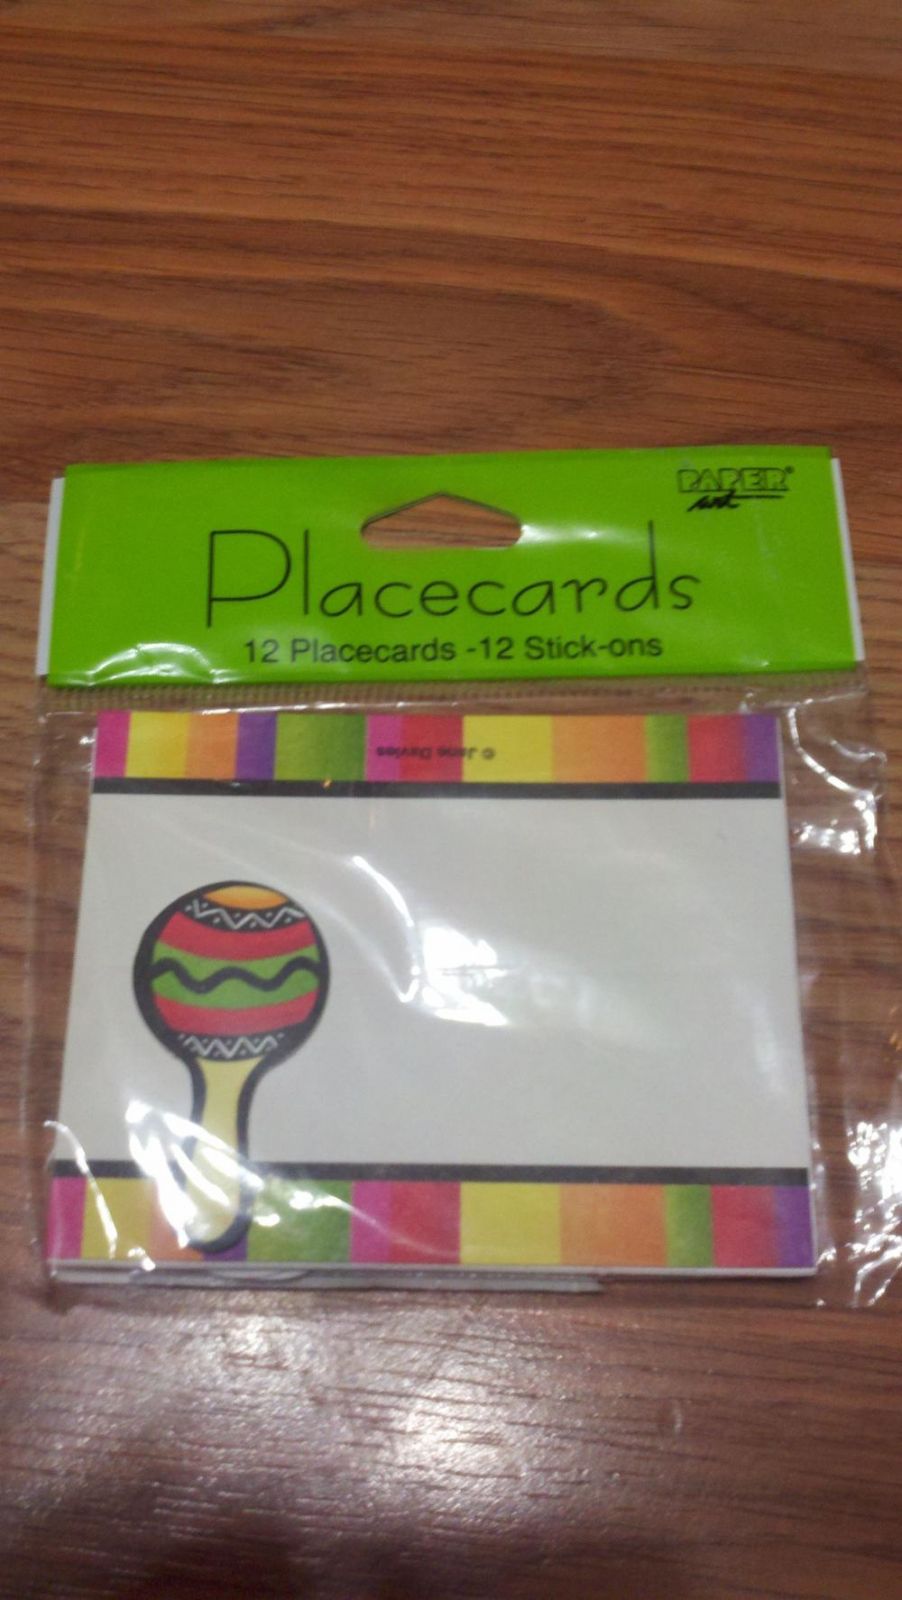 PAPER®
art
Placecards
12 Placecards -12 Stick-ons
© Jane Davies